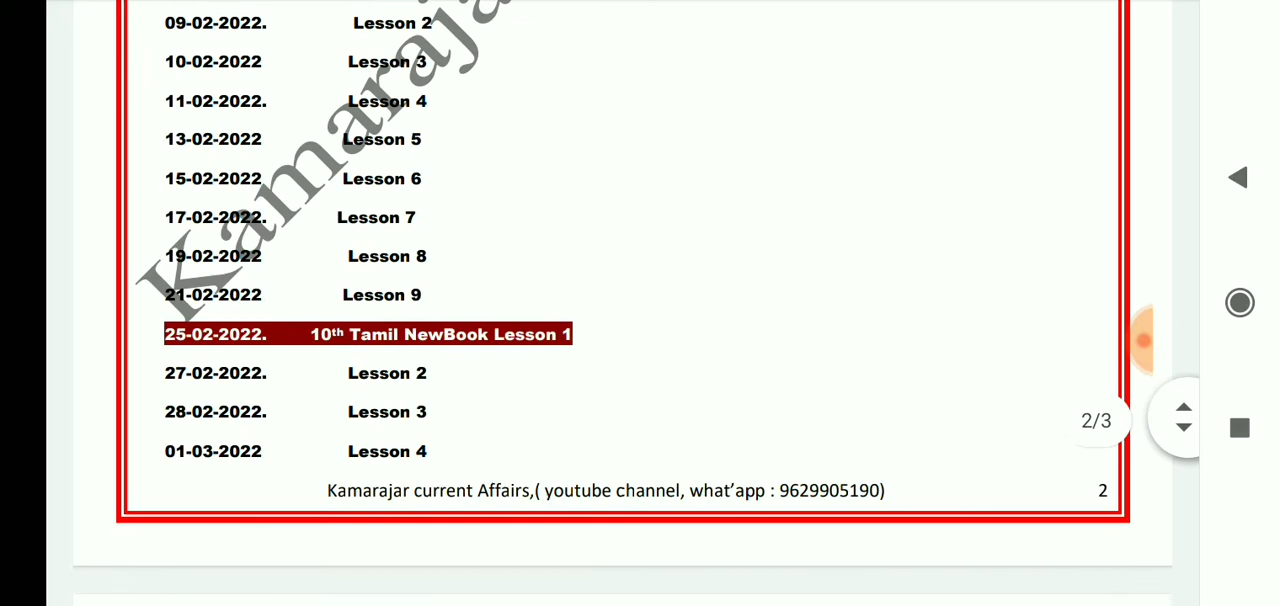 09-02-2022. Lesson 2
10-02-2022 Lesson 3
11-02-2022. Lesson 4
13-02-2022 Lesson 5
15-02-2022 Lesson 6
17-02-2022. Lesson 7
19-02-2022 Lesson 8
21-02-2022 Lesson 9
25-02-2022. 10th Tamil NewBook Lesson 1
27-02-2022. Lesson 2
28-02-2022. Lesson 3
01-03-2022 Lesson 4
Kamarajar current Affairs,( youtube channel, what’app : 9629905190) 2
2/3